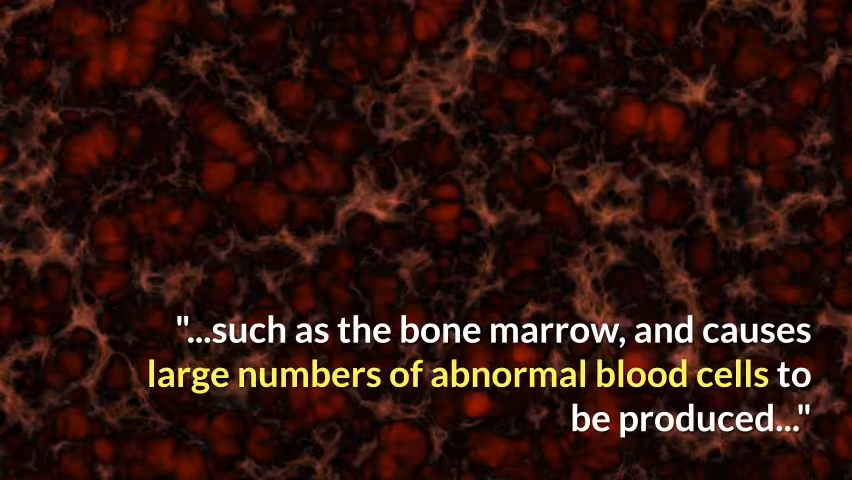 "...such as the bone marrow, and causes
large numbers of abnormal blood cells to
be produced..."